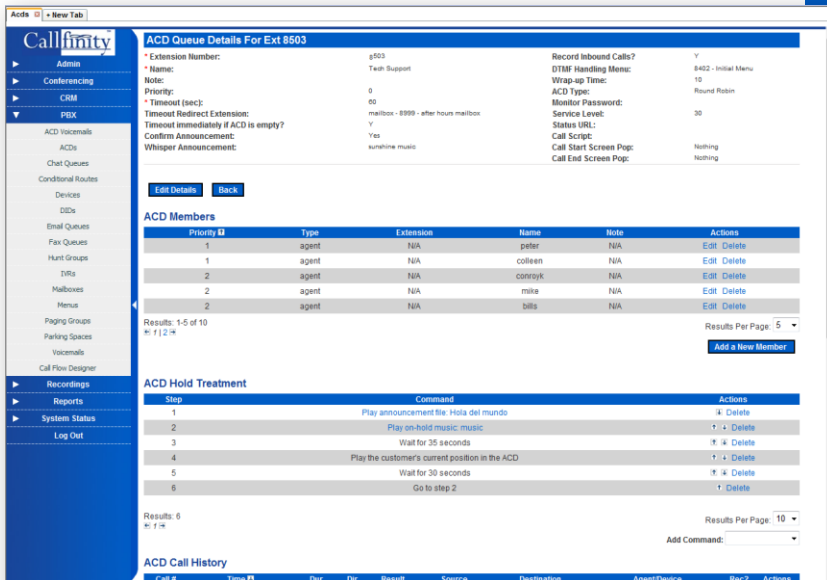 Acds + New Tab
Callfinity
Admin
Conferencing
CRM
PBX
ACD Voicemails
ACDs
Chat Queues
Conditional Routes
Devices
DIDs
Email Queues
Fax Queues
Hunt Groups
IVRs
Mailboxes
Menus
Paging Groups
Parking Spaces
Voicemails
Call Flow Designer
Recordings
Reports
System Status
Log Out
ACD Queue Details For Ext 8503
* Extension Number: 8503 Record Inbound Calls? Y
* Name: Tech Support DTMF Handling Menu: 8402 - Initial Menu
Note: Wrap-up Time: 10
Priority: 0 ACD Type: Round Robin
* Timeout (sec): 60 Monitor Password:
Timeout Redirect Extension: mailbox - 8999 - after hours mailbox Service Level: 30
Timeout immediately if ACD is empty? Y Status URL:
Confirm Announcement: Yes Call Script:
Whisper Announcement: sunshine music Call Start Screen Pop: Nothing
Call End Screen Pop: Nothing
Edit Details Back
ACD Members
Priority Type Extension Name Note Actions
1 agent N/A peter N/A Edit Delete
1 agent N/A colleen N/A Edit Delete
2 agent N/A conroyk N/A Edit Delete
2 agent N/A mike N/A Edit Delete
2 agent N/A bills N/A Edit Delete
Results: 1-5 of 10 Results Per Page: 5
1 | 2
Add a New Member
ACD Hold Treatment
Step Command Actions
1 Play announcement file: Hola del mundo Delete
2 Play on-hold music: music Delete
3 Wait for 35 seconds Delete
4 Play the customer's current position in the ACD Delete
5 Wait for 30 seconds Delete
6 Go to step 2 Delete
Results: 6 Results Per Page: 10
1
Add Command:
ACD Call History
Call # Time Dur Dir Result Source Destination Agent/Device Rec? Actions